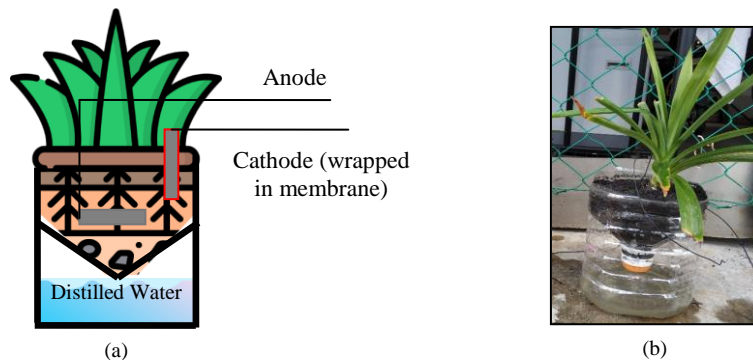 Anode
Cathode (wrapped
in membrane)
Distilled Water
(a)
(b)